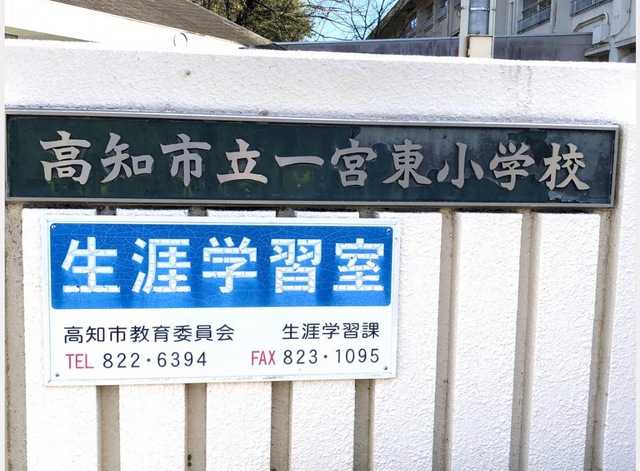 高知市立一宮東小学校
生涯学習室
高知市教育委員会 生涯学習課
TEL 822・6394 FAX 823・1095